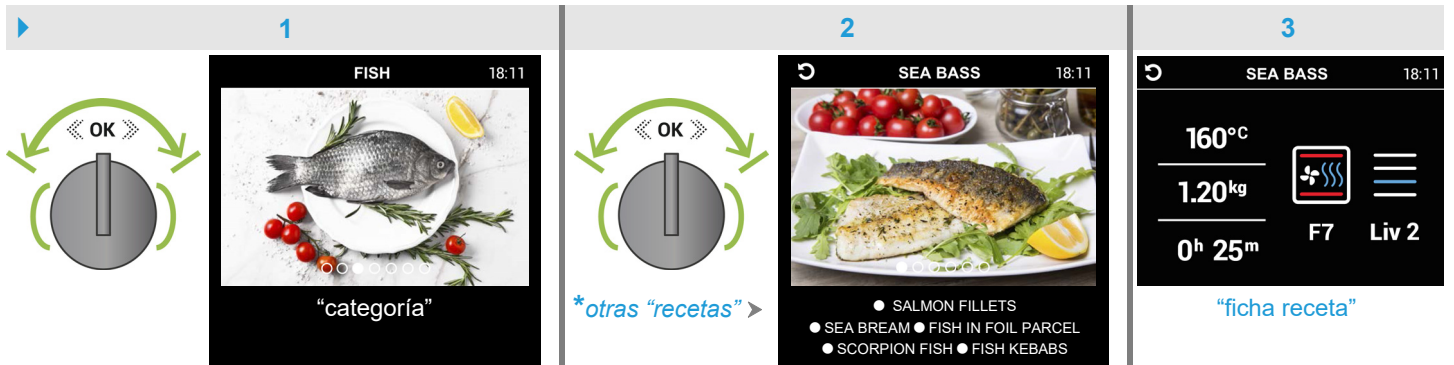 1
2
3
OK
FISH 18:11
“categoría”
OK
*otras “recetas”
SEA BASS 18:11
● SALMON FILLETS
● SEA BREAM ● FISH IN FOIL PARCEL
● SCORPION FISH ● FISH KEBABS
SEA BASS 18:11
160°C
1.20kg
0h 25m
F7
Liv 2
“ficha receta”